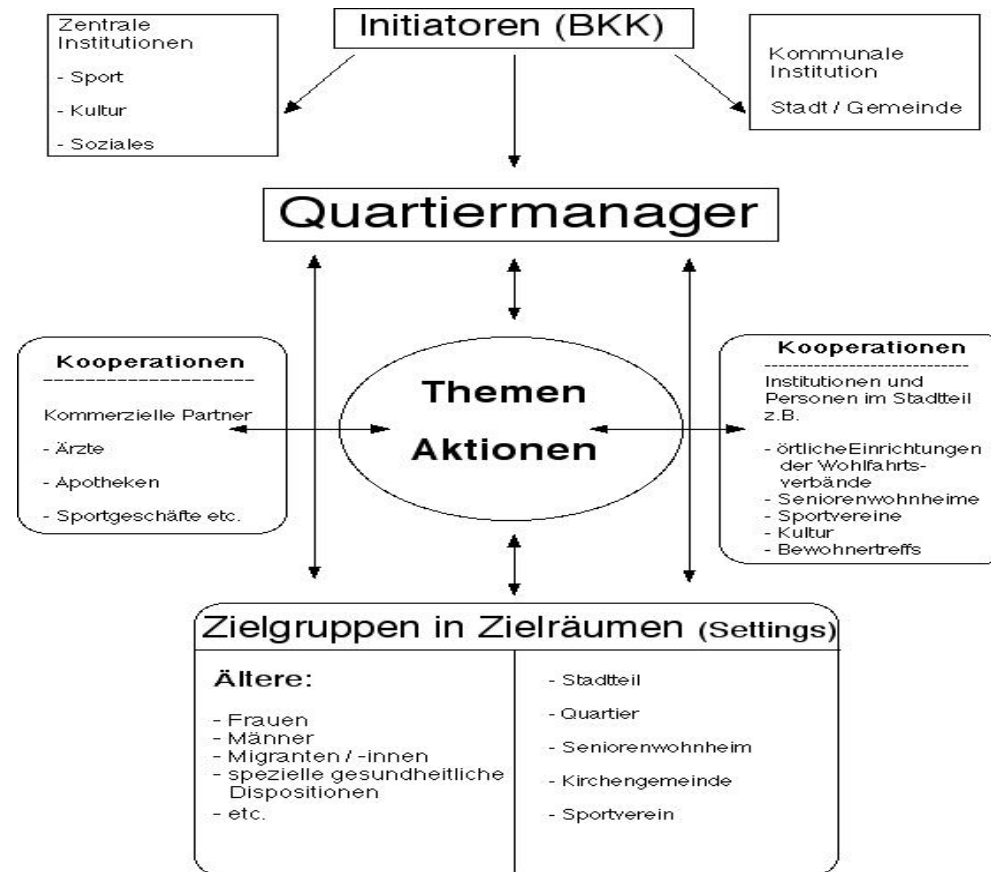 Zentrale
Institutionen
- Sport
- Kultur
- Soziales
Initiatoren (BKK)
Kommunale
Institution
Stadt / Gemeinde
Quartiermanager
Kooperationen
Kommerzielle Partner
- Ärzte
- Apotheken
- Sportgeschäfte etc.
Themen
Aktionen
Kooperationen
Institutionen und
Personen im Stadtteil
z.B.
- örtlicheEinrichtungen
der Wohlfahrts-
verbände
- Seniorenwohnheime
- Sportvereine
- Kultur
- Bewohnertreffs
Zielgruppen in Zielräumen (Settings)
Ältere:
- Frauen
- Männer
- Migranten / -innen
- spezielle gesundheitliche
Dispositionen
- etc.
- Stadtteil
- Quartier
- Seniorenwohnheim
- Kirchengemeinde
- Sportverein